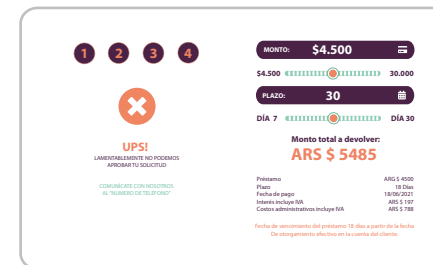 1 2 3 4
UPS!
LAMENTABLEMENTE NO PODEMOS
APROBAR TU SOLICITUD
COMUNÍCATE CON NOSOTROS
AL "NÚMERO DE TELÉFONO"
MONTO: $4.500
$4.500 30.000
PLAZO: 30
DÍA 7 DÍA 30
Monto total a devolver:
ARS $ 5485
Préstamo ARG $ 4500
Plazo 18 Días
Fecha de pago 18/06/2021
Interés incluye IVA ARS $ 197
Costos administrativos incluye IVA ARS $ 788
Fecha de vencimiento del préstamo 18 días a partir de la fecha
De otorgamiento efectivo en la cuenta del cliente.